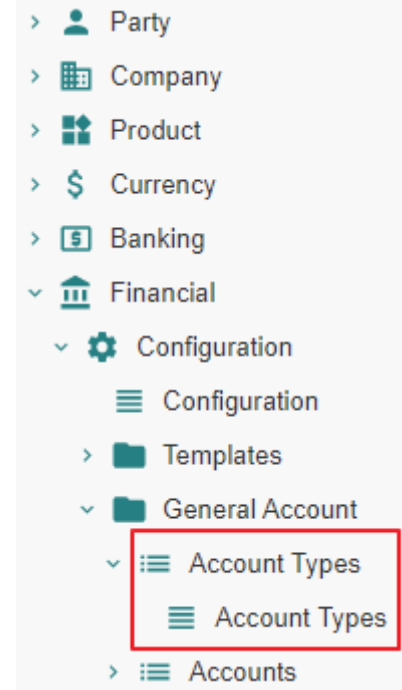 Party
Company
Product
$ Currency
Banking
Financial
Configuration
Configuration
Templates
General Account
Account Types
Account Types
Accounts